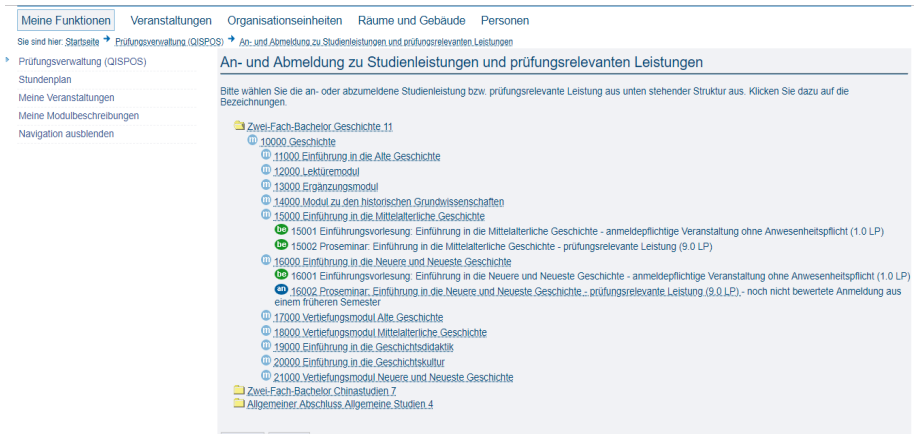 Meine Funktionen Veranstaltungen Organisationseinheiten Räume und Gebäude Personen
Sie sind hier: Startseite Prüfungsverwaltung (QISPOS) An- und Abmeldung zu Studienleistungen und prüfungsrelevanten Leistungen
Prüfungsverwaltung (QISPOS)
Stundenplan
Meine Veranstaltungen
Meine Modulbeschreibungen
Navigation ausblenden
An- und Abmeldung zu Studienleistungen und prüfungsrelevanten Leistungen
Bitte wählen Sie die an- oder abzumeldene Studienleistung bzw. prüfungsrelevante Leistung aus unten stehender Struktur aus. Klicken Sie dazu auf die
Bezeichnungen.
Zwei-Fach-Bachelor Geschichte 11
m 10000 Geschichte
m 11000 Einführung in die Alte Geschichte
m 12000 Lektüremodul
m 13000 Ergänzungsmodul
m 14000 Modul zu den historischen Grundwissenschaften
m 15000 Einführung in die Mittelalterliche Geschichte
be 15001 Einführungsvorlesung: Einführung in die Mittelalterliche Geschichte - anmeldepflichtige Veranstaltung ohne Anwesenheitspflicht (1.0 LP)
be 15002 Proseminar: Einführung in die Mittelalterliche Geschichte - prüfungsrelevante Leistung (9.0 LP)
m 16000 Einführung in die Neuere und Neueste Geschichte
be 16001 Einführungsvorlesung: Einführung in die Neuere und Neueste Geschichte - anmeldepflichtige Veranstaltung ohne Anwesenheitspflicht (1.0 LP)
an 16002 Proseminar: Einführung in die Neuere und Neueste Geschichte - prüfungsrelevante Leistung (9.0 LP) - noch nicht bewertete Anmeldung aus
einem früheren Semester
m 17000 Vertiefungsmodul Alte Geschichte
m 18000 Vertiefungsmodul Mittelalterliche Geschichte
m 19000 Einführung in die Geschichtsdidaktik
m 20000 Einführung in die Geschichtskultur
m 21000 Vertiefungsmodul Neuere und Neueste Geschichte
Zwei-Fach-Bachelor Chinastudien 7
Allgemeiner Abschluss Allgemeine Studien 4